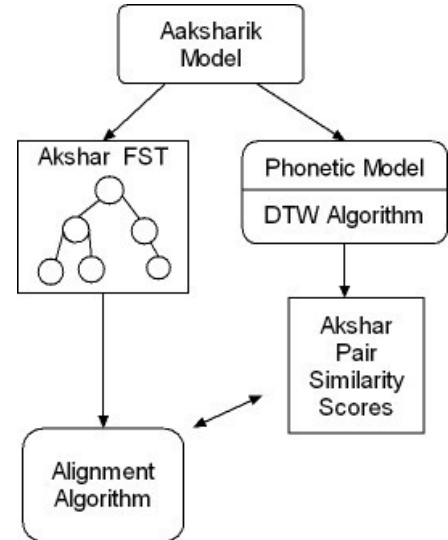 Aaksharik
Model
Akshar FST
Phonetic Model
DTW Algorithm
Akshar
Pair
Similarity
Scores
Alignment
Algorithm